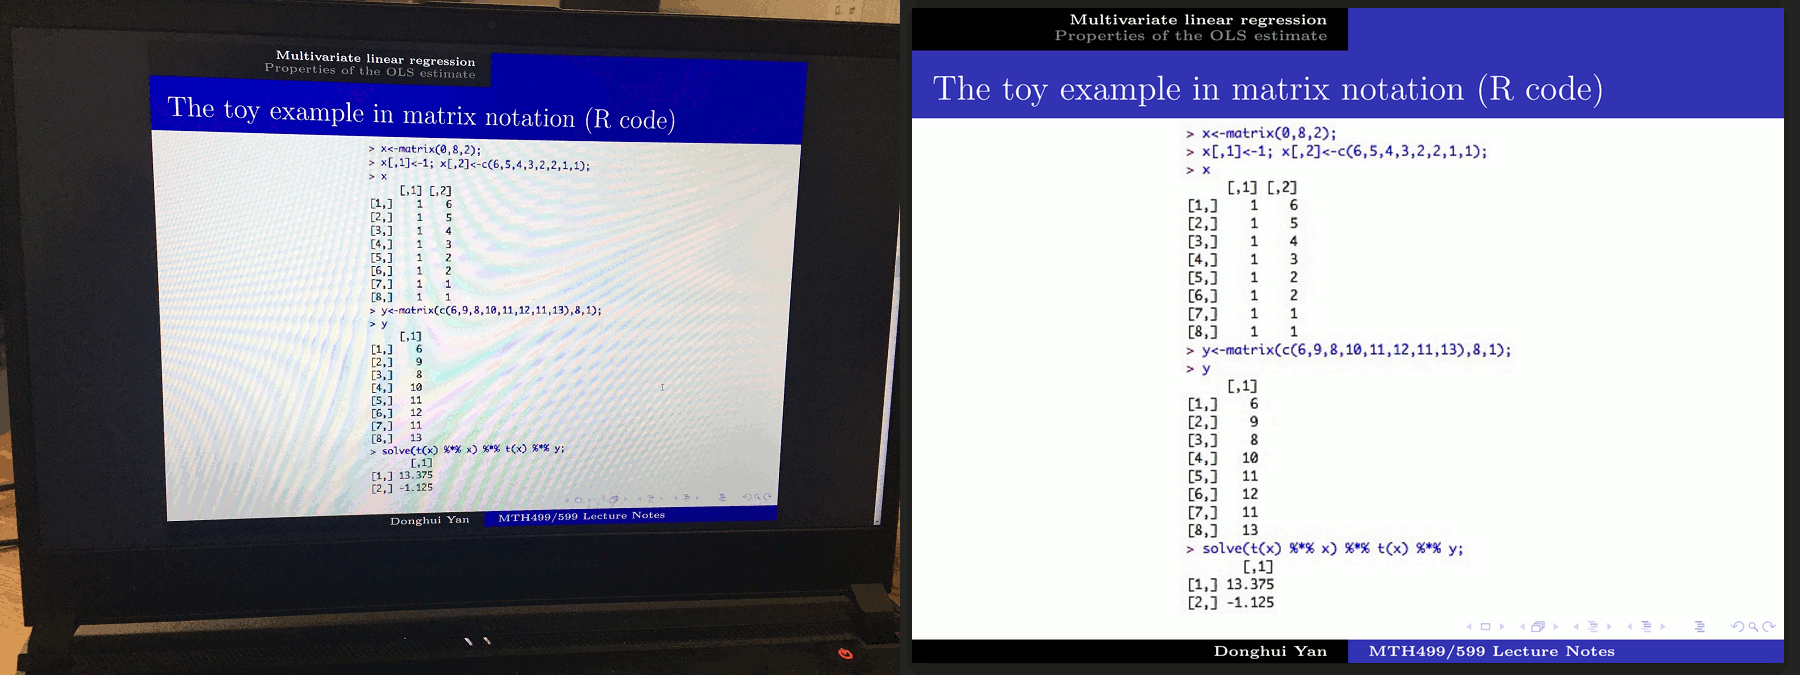 Multivariate linear regression
Properties of the OLS estimate
The toy example in matrix notation (R code)
> x<-matrix(0,8,2);
> x[,1]<-1; x[,2]<-c(6,5,4,3,2,2,1,1);
> x
[,1] [,2]
[1,] 1 6
[2,] 1 5
[3,] 1 4
[4,] 1 3
[5,] 1 2
[6,] 1 2
[7,] 1 1
[8,] 1 1
> y<-matrix(c(6,9,8,10,11,12,11,13),8,1);
> y
[,1]
[1,] 6
[2,] 9
[3,] 8
[4,] 10
[5,] 11
[6,] 12
[7,] 11
[8,] 13
> solve(t(x) %*% x) %*% t(x) %*% y;
[,1]
[1,] 13.375
[2,] -1.125
Donghui Yan MTH499/599 Lecture Notes
Multivariate linear regression
Properties of the OLS estimate
The toy example in matrix notation (R code)
> x<-matrix(0,8,2);
> x[,1]<-1; x[,2]<-c(6,5,4,3,2,2,1,1);
> x
[,1] [,2]
[1,] 1 6
[2,] 1 5
[3,] 1 4
[4,] 1 3
[5,] 1 2
[6,] 1 2
[7,] 1 1
[8,] 1 1
> y<-matrix(c(6,9,8,10,11,12,11,13),8,1);
> y
[,1]
[1,] 6
[2,] 9
[3,] 8
[4,] 10
[5,] 11
[6,] 12
[7,] 11
[8,] 13
> solve(t(x) %*% x) %*% t(x) %*% y;
[,1]
[1,] 13.375
[2,] -1.125
Donghui Yan MTH499/599 Lecture Notes